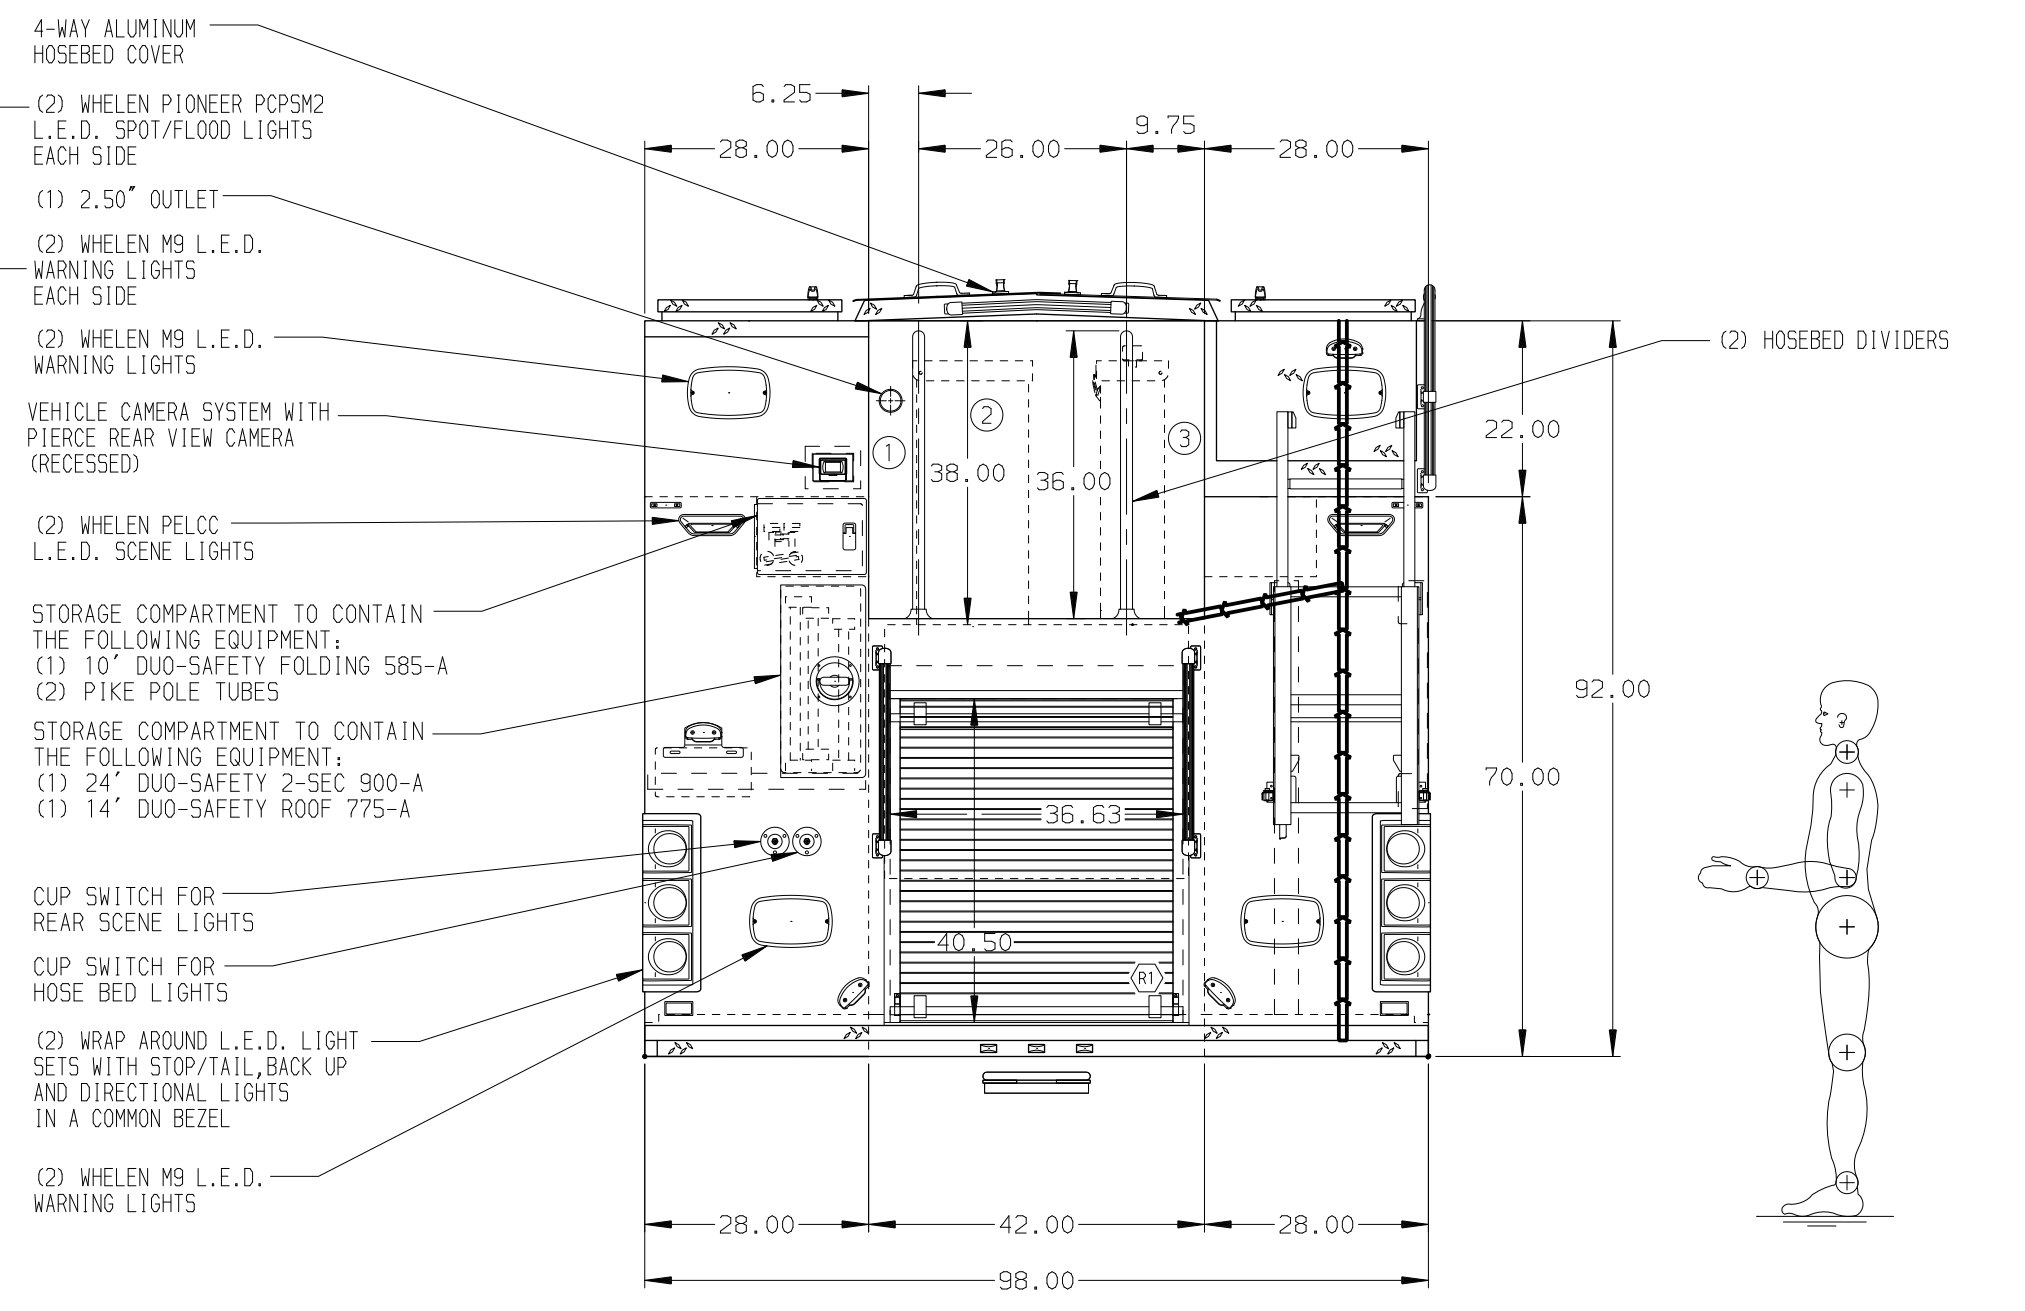 4-WAY ALUMINUM
HOSEBED COVER
(2) WHELEN PIONEER PCPSM2
L.E.D. SPOT/FLOOD LIGHTS
EACH SIDE
(1) 2.50" OUTLET
(2) WHELEN M9 L.E.D.
WARNING LIGHTS
EACH SIDE
(2) WHELEN M9 L.E.D.
WARNING LIGHTS
VEHICLE CAMERA SYSTEM WITH
PIERCE REAR VIEW CAMERA
(RECESSED)
(2) WHELEN PELCC
L.E.D. SCENE LIGHTS
STORAGE COMPARTMENT TO CONTAIN
THE FOLLOWING EQUIPMENT:
(1) 10' DUO-SAFETY FOLDING 585-A
(2) PIKE POLE TUBES
STORAGE COMPARTMENT TO CONTAIN
THE FOLLOWING EQUIPMENT:
(1) 24' DUO-SAFETY 2-SEC 900-A
(1) 14' DUO-SAFETY ROOF 775-A
CUP SWITCH FOR
REAR SCENE LIGHTS
CUP SWITCH FOR
HOSE BED LIGHTS
(2) WRAP AROUND L.E.D. LIGHT
SETS WITH STOP/TAIL,BACK UP
AND DIRECTIONAL LIGHTS
IN A COMMON BEZEL
(2) WHELEN M9 L.E.D.
WARNING LIGHTS
6.25
9.75
28.00
26.00
28.00
(2) HOSEBED DIVIDERS
2
1
3
22.00
38.00
36.00
92.00
70.00
36.63
40.50
R1
28.00
42.00
28.00
98.00